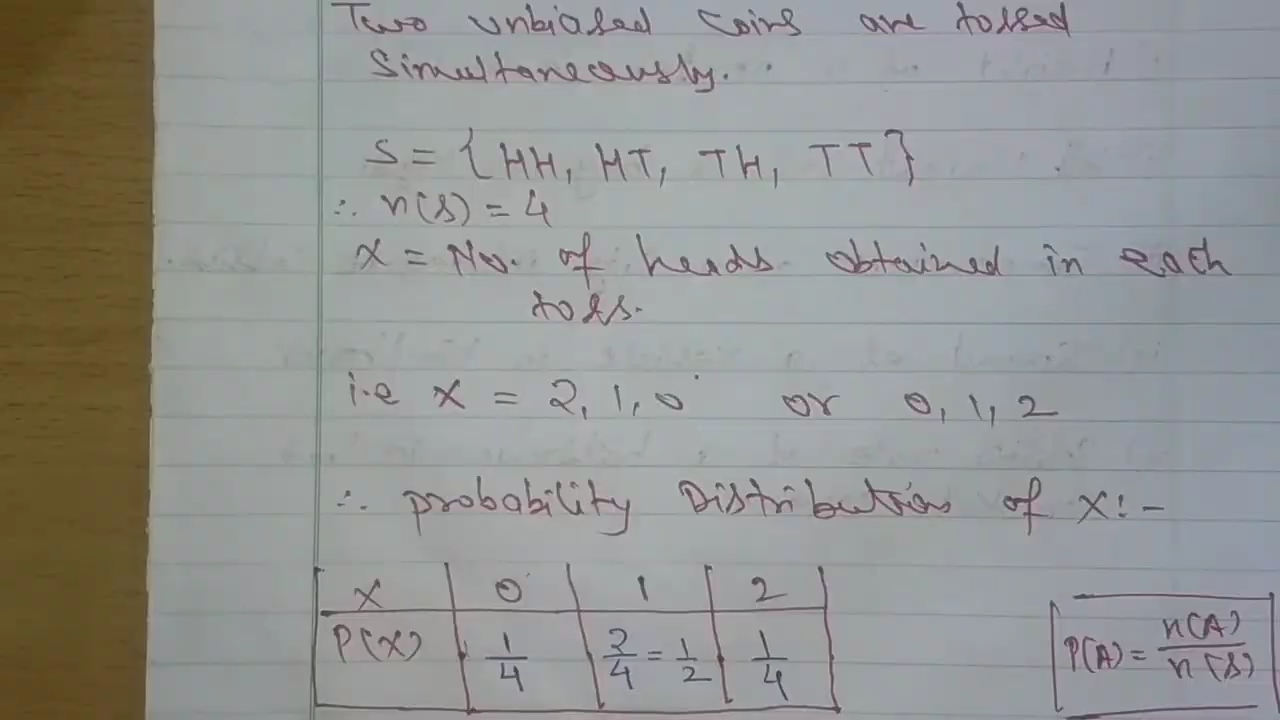 Two unbiased coins are tossed
Simultaneously.
S = {HH, HT, TH, TT}
∴ n(S) = 4
X = No. of heads obtained in each
toss.
i.e X = 2, 1, 0 or 0, 1, 2
∴ probability Distribution of X:-
X 0 1 2
P(X) 1/4 2/4 = 1/2 1/4
P(A) = n(A)/n(S)